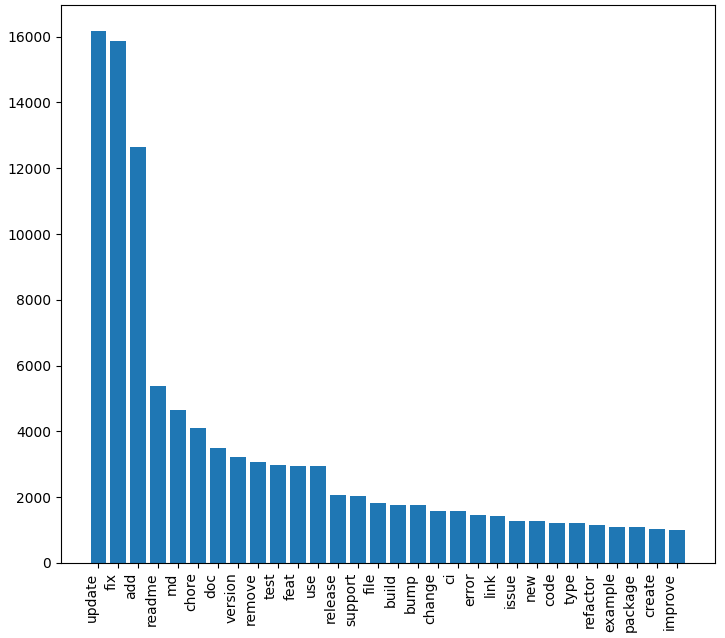 16000
14000
12000
10000
8000
6000
4000
2000
0
update
fix
add
readme
md
chore
doc
version
remove
test
feat
use
release
support
file
build
bump
change
ci
error
link
issue
new
code
type
refactor
example
package
create
improve